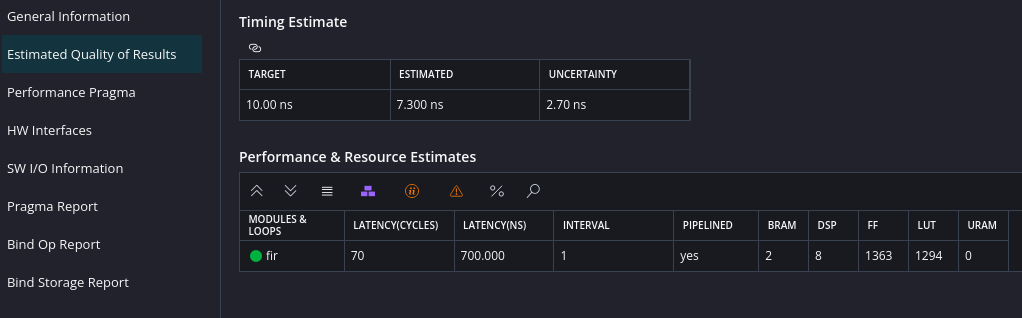 General Information
Estimated Quality of Results
Performance Pragma
HW Interfaces
SW I/O Information
Pragma Report
Bind Op Report
Bind Storage Report
Timing Estimate
TARGET ESTIMATED UNCERTAINTY
10.00 ns 7.300 ns 2.70 ns
Performance & Resource Estimates
MODULES & LOOPS LATENCY(CYCLES) LATENCY(NS) INTERVAL PIPELINED BRAM DSP FF LUT URAM
fir 70 700.000 1 yes 2 8 1363 1294 0